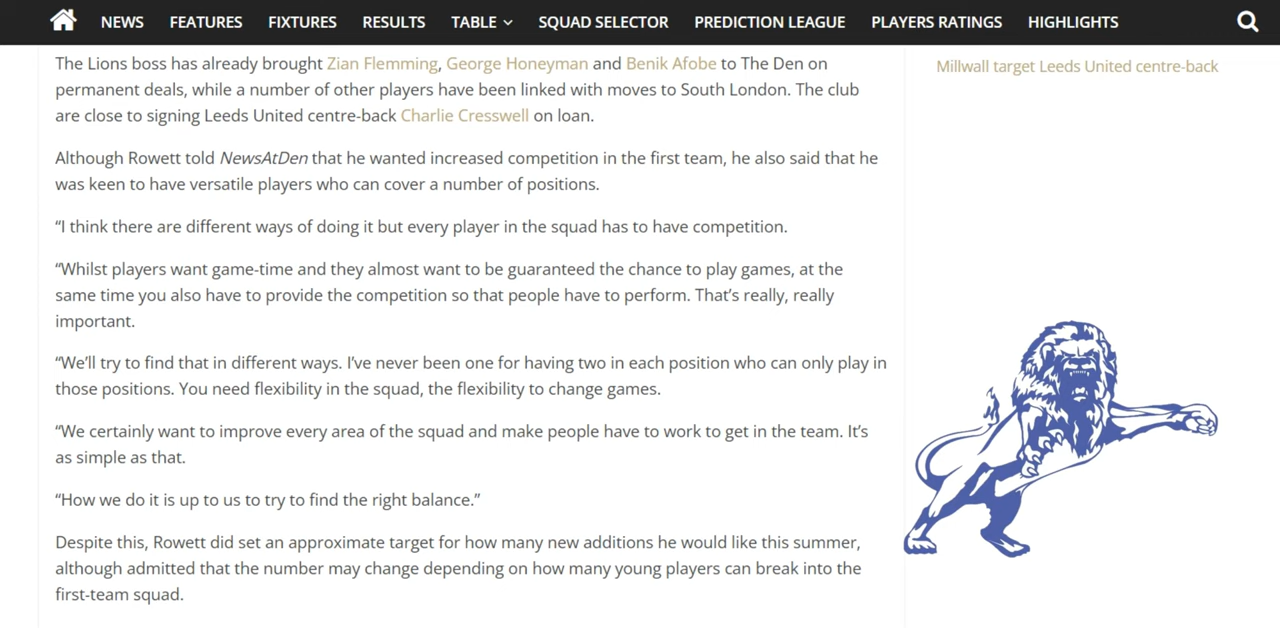 NEWS FEATURES FIXTURES RESULTS TABLE SQUAD SELECTOR PREDICTION LEAGUE PLAYERS RATINGS HIGHLIGHTS
The Lions boss has already brought Zian Flemming, George Honeyman and Benik Afobe to The Den on
permanent deals, while a number of other players have been linked with moves to South London. The club
are close to signing Leeds United centre-back Charlie Cresswell on loan.
Although Rowett told NewsAtDen that he wanted increased competition in the first team, he also said that he
was keen to have versatile players who can cover a number of positions.
“I think there are different ways of doing it but every player in the squad has to have competition.
“Whilst players want game-time and they almost want to be guaranteed the chance to play games, at the
same time you also have to provide the competition so that people have to perform. That’s really, really
important.
“We’ll try to find that in different ways. I’ve never been one for having two in each position who can only play in
those positions. You need flexibility in the squad, the flexibility to change games.
“We certainly want to improve every area of the squad and make people have to work to get in the team. It’s
as simple as that.
“How we do it is up to us to try to find the right balance.”
Despite this, Rowett did set an approximate target for how many new additions he would like this summer,
although admitted that the number may change depending on how many young players can break into the
first-team squad.
Millwall target Leeds United centre-back